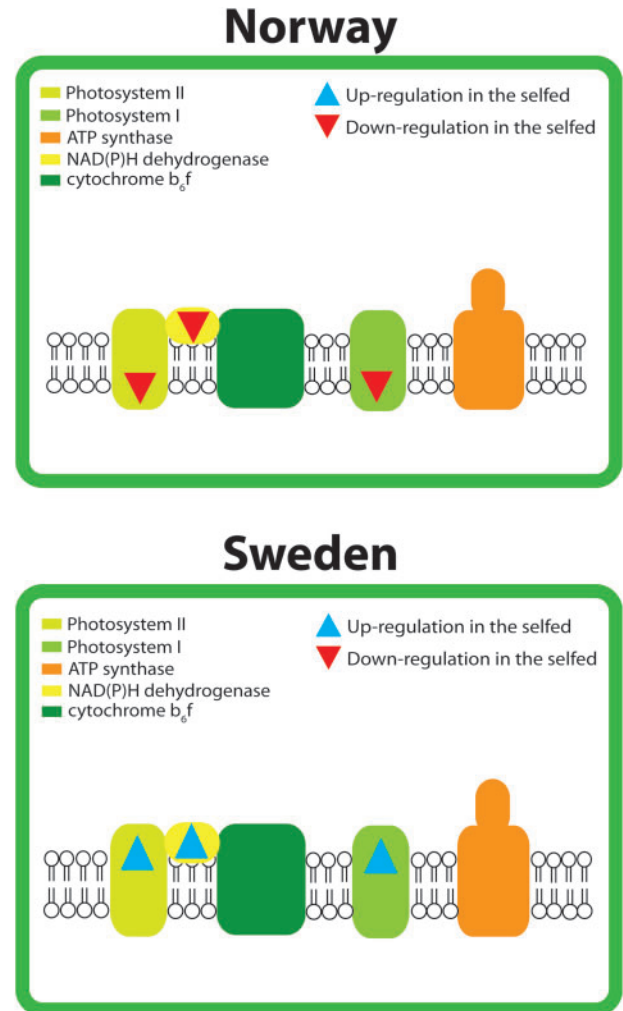 Norway
Photosystem II
Photosystem I
ATP synthase
NAD(P)H dehydrogenase
cytochrome b₆f
Up-regulation in the selfed
Down-regulation in the selfed
Sweden
Photosystem II
Photosystem I
ATP synthase
NAD(P)H dehydrogenase
cytochrome b₆f
Up-regulation in the selfed
Down-regulation in the selfed